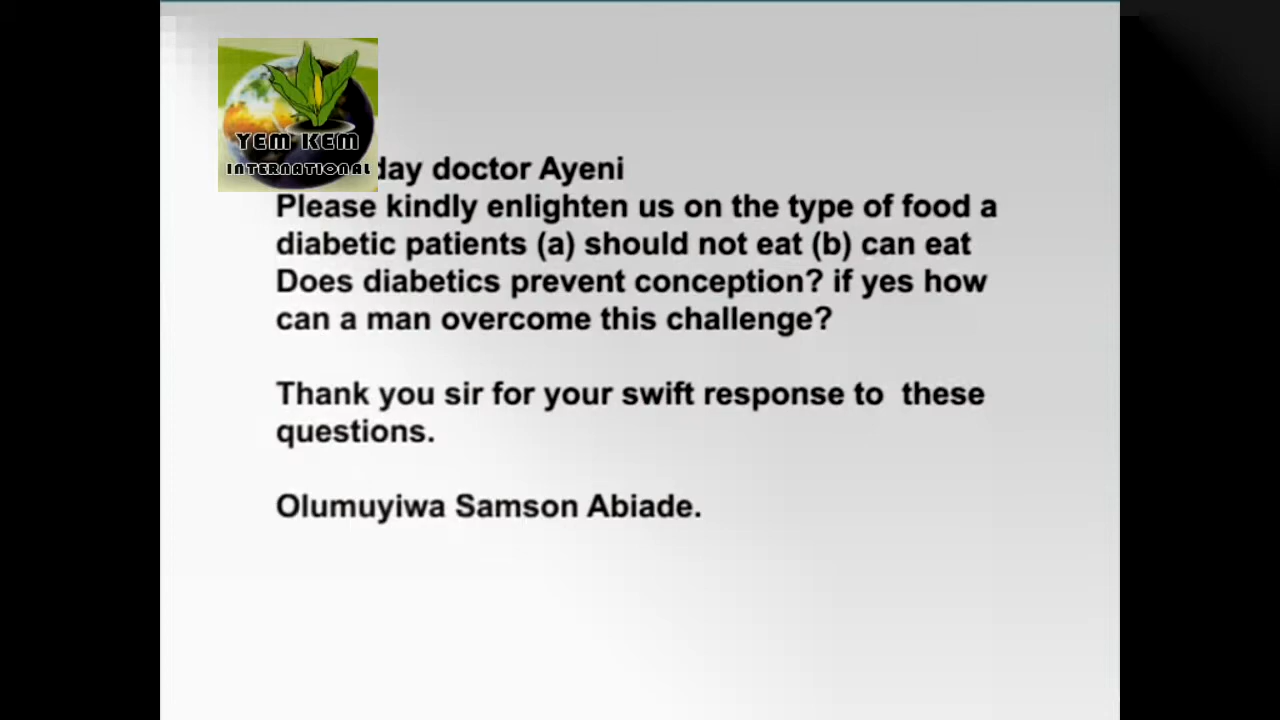 YEM KEM
INTERNATIONAL
day doctor Ayeni
Please kindly enlighten us on the type of food a
diabetic patients (a) should not eat (b) can eat
Does diabetics prevent conception? if yes how
can a man overcome this challenge?
Thank you sir for your swift response to these
questions.
Olumuyiwa Samson Abiade.